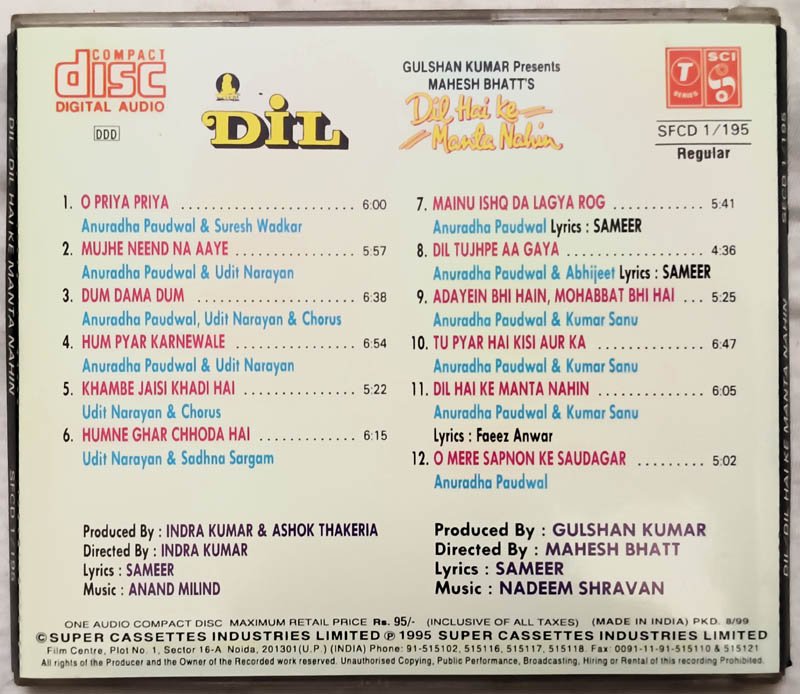 COMPACT
disc
DIGITAL AUDIO
DDD
DiL
GULSHAN KUMAR Presents
MAHESH BHATT'S
Dil Hai ke
Manta Nahin
T
SERIES
SCI
SFCD 1/195
Regular
1. O PRIYA PRIYA .................... 6:00
Anuradha Paudwal & Suresh Wadkar
2. MUJHE NEEND NA AAYE ............ 5:57
Anuradha Paudwal & Udit Narayan
3. DUM DAMA DUM .................. 6:38
Anuradha Paudwal, Udit Narayan & Chorus
4. HUM PYAR KARNEWALE ............ 6:54
Anuradha Paudwal & Udit Narayan
5. KHAMBE JAISI KHADI HAI ............ 5:22
Udit Narayan & Chorus
6. HUMNE GHAR CHHODA HAI .......... 6:15
Udit Narayan & Sadhna Sargam
7. MAINU ISHQ DA LAGYA ROG .......... 5:41
Anuradha Paudwal Lyrics : SAMEER
8. DIL TUJHPE AA GAYA .............. 4:36
Anuradha Paudwal & Abhijeet Lyrics : SAMEER
9. ADAYEIN BHI HAIN, MOHABBAT BHI HAI ... 5:25
Anuradha Paudwal & Kumar Sanu
10. TU PYAR HAI KISI AUR KA ............ 6:47
Anuradha Paudwal & Kumar Sanu
11. DIL HAI KE MANTA NAHIN ............ 6:05
Anuradha Paudwal & Kumar Sanu
Lyrics : Faeez Anwar
12. O MERE SAPNON KE SAUDAGAR ......... 5:02
Anuradha Paudwal
Produced By : INDRA KUMAR & ASHOK THAKERIA
Directed By : INDRA KUMAR
Lyrics : SAMEER
Music : ANAND MILIND
Produced By : GULSHAN KUMAR
Directed By : MAHESH BHATT
Lyrics : SAMEER
Music : NADEEM SHRAVAN
ONE AUDIO COMPACT DISC MAXIMUM RETAIL PRICE Rs. 95/- (INCLUSIVE OF ALL TAXES) (MADE IN INDIA) PKD. 8/99
© SUPER CASSETTES INDUSTRIES LIMITED ℗ 1995 SUPER CASSETTES INDUSTRIES LIMITED
Film Centre, Plot No. 1, Sector 16-A Noida, 201301(U.P.) (INDIA) Phone: 91-515102, 515116, 515117, 515118. Fax: 0091-11-91-515110 & 515121
All rights of the Producer and the Owner of the Recorded work reserved. Unauthorised Copying, Public Performance, Broadcasting, Hiring or Rental of this recording Prohibited.
DIL DIL HAI KE MANTA NAHIN
SFCD 1 / 195
SFCD 1 / 195
DIL DIL HAI KE MANTA NAHIN